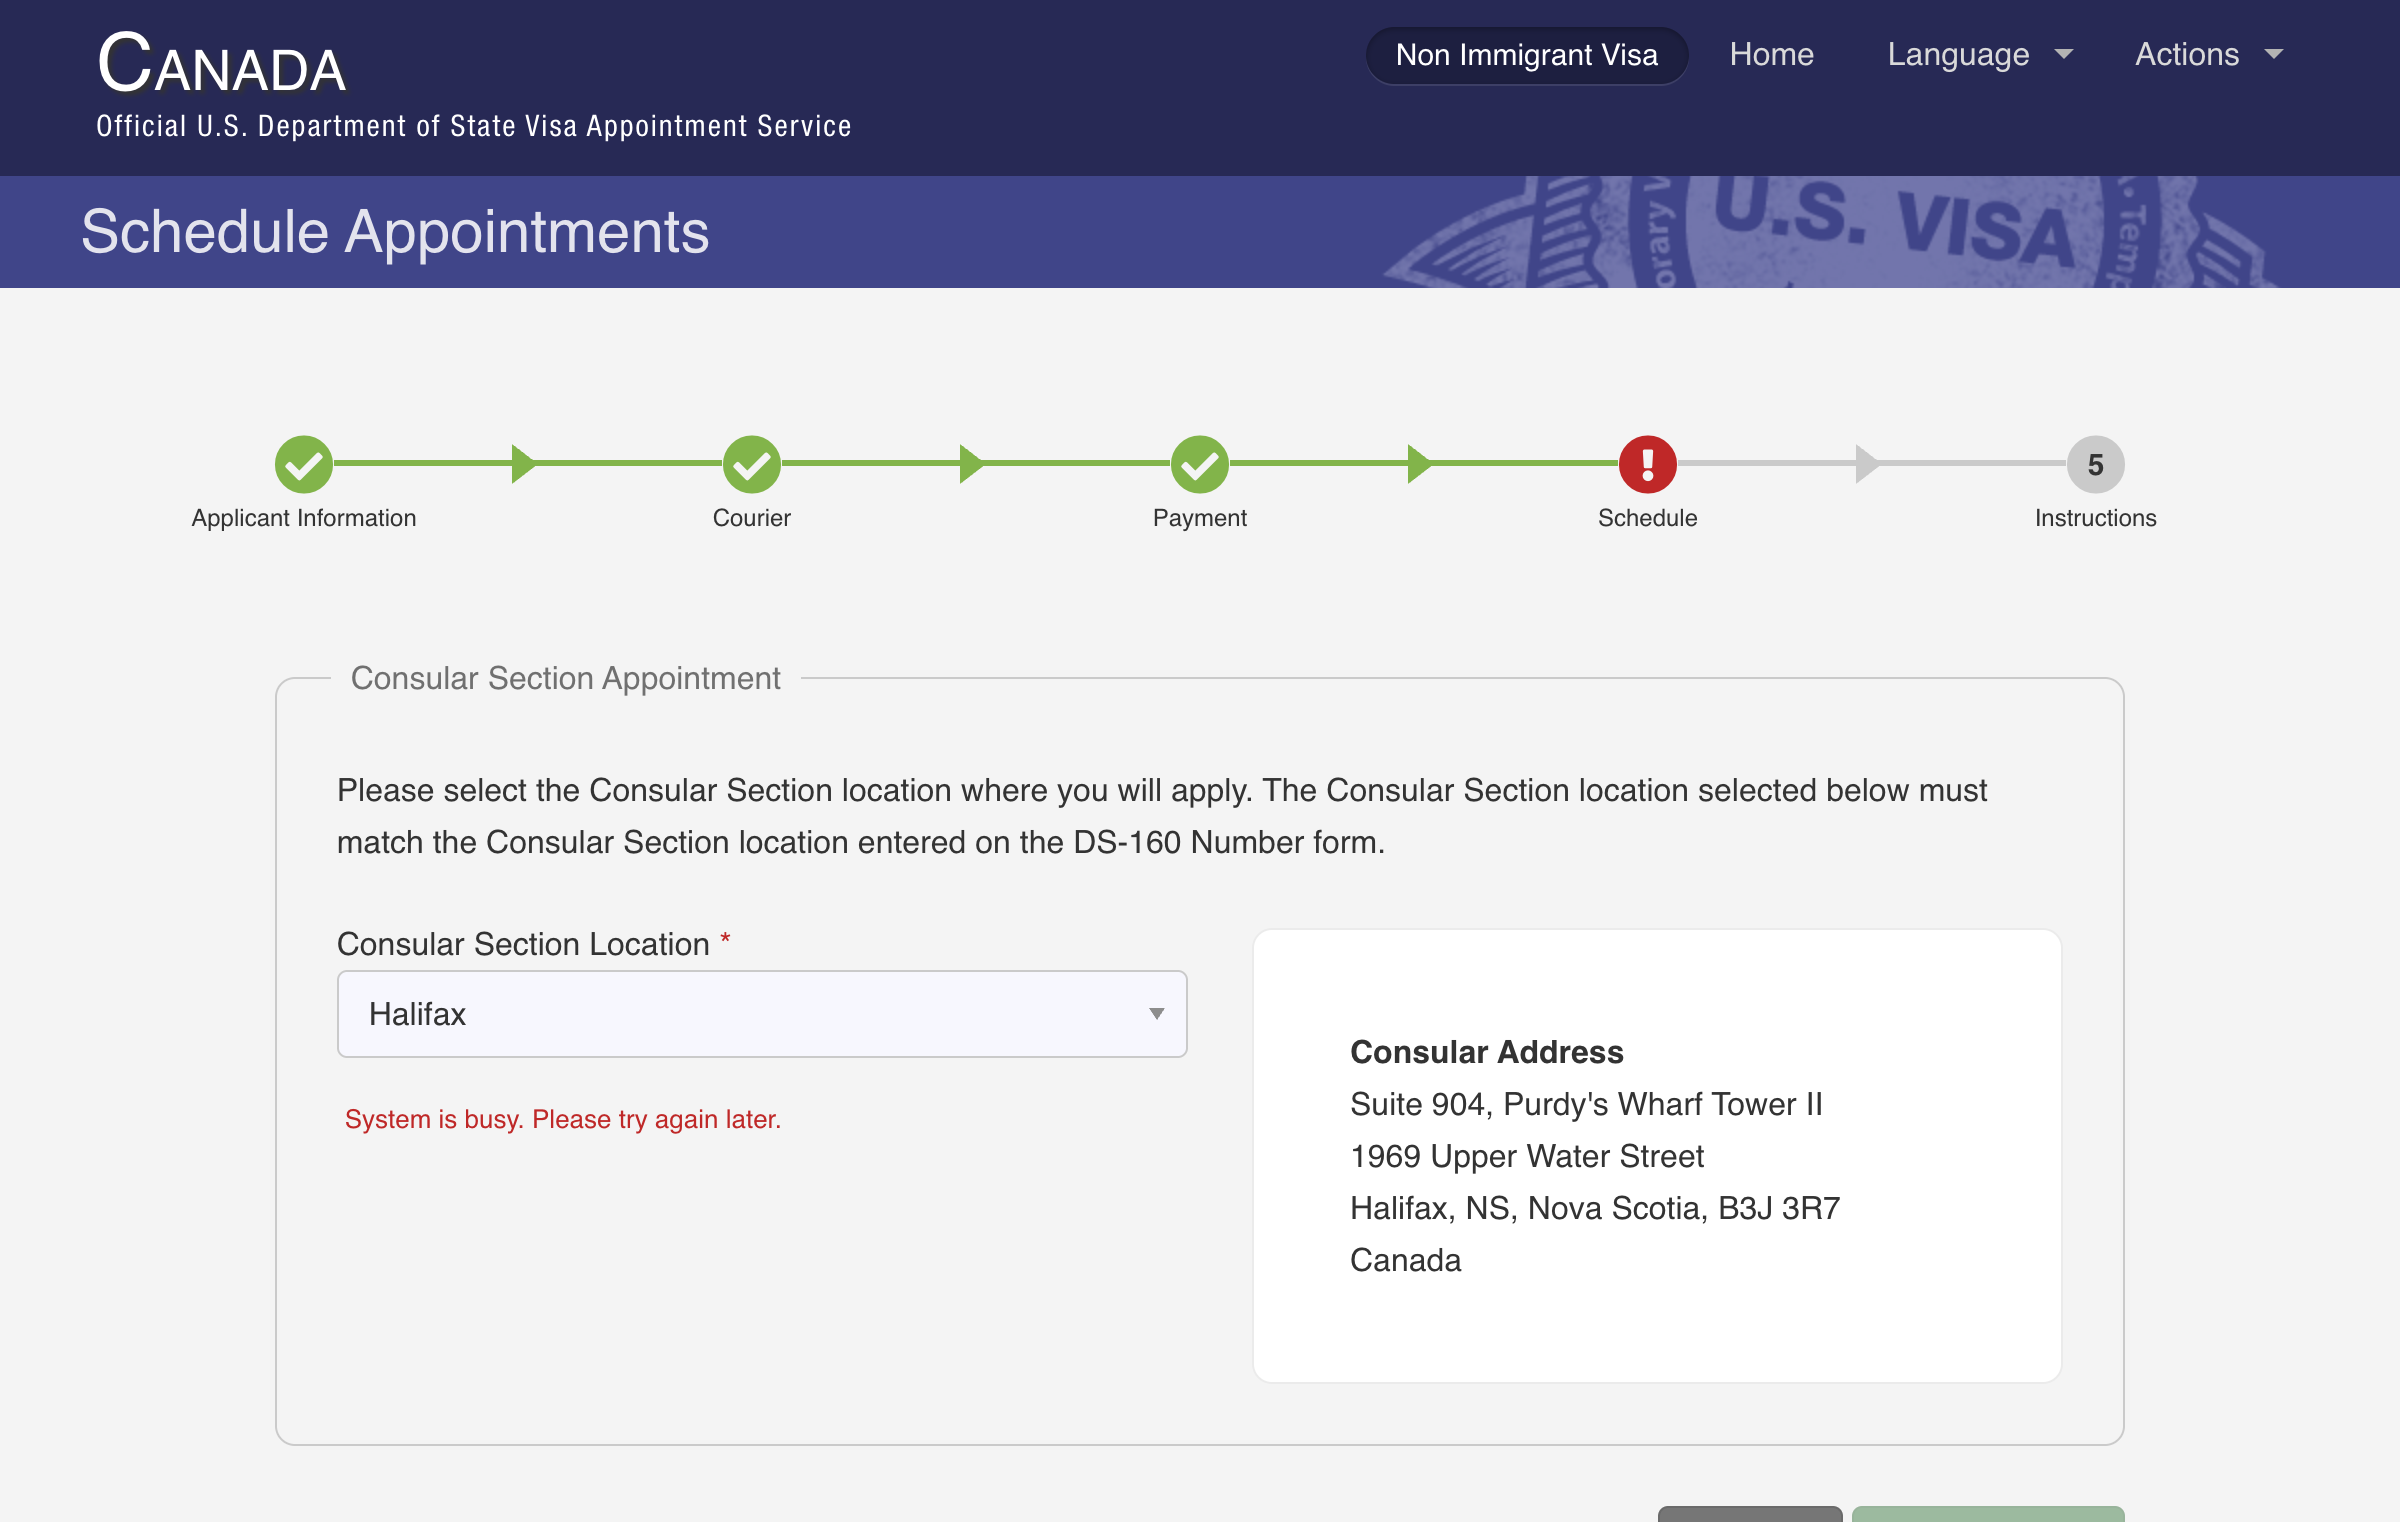 CANADA
Official U.S. Department of State Visa Appointment Service
Non Immigrant Visa
Home
Language
Actions
Schedule Appointments
orary V
U.S. VISA
Temp
5
Applicant Information
Courier
Payment
Schedule
Instructions
Consular Section Appointment
Please select the Consular Section location where you will apply. The Consular Section location selected below must
match the Consular Section location entered on the DS-160 Number form.
Consular Section Location *
Halifax
System is busy. Please try again later.
Consular Address
Suite 904, Purdy's Wharf Tower II
1969 Upper Water Street
Halifax, NS, Nova Scotia, B3J 3R7
Canada